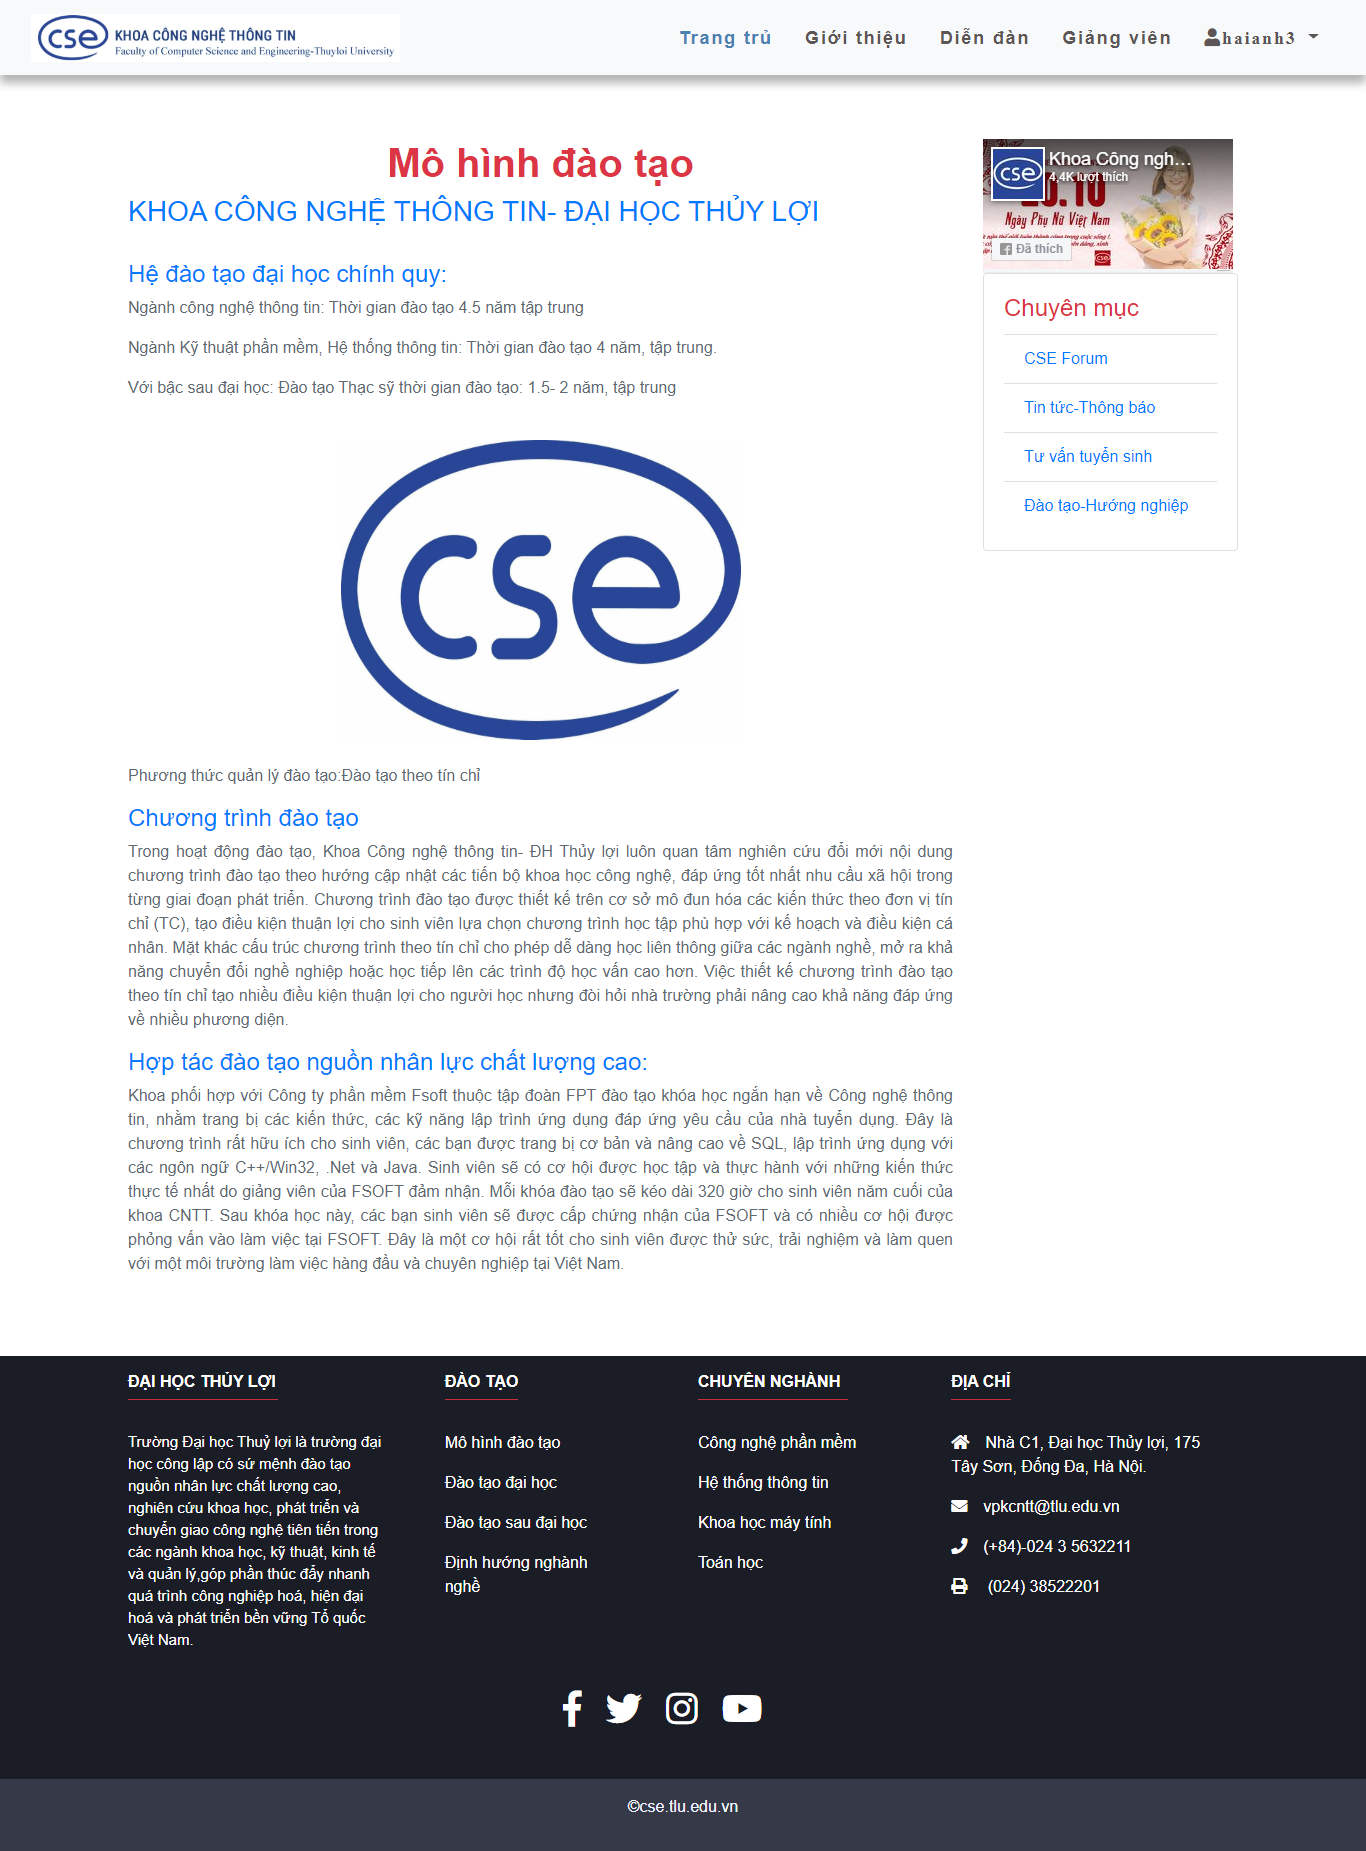 cse KHOA CÔNG NGHỆ THÔNG TIN
Faculty of Computer Science and Engineering-Thuyloi University
Trang trủ
Giới thiệu
Diễn đàn
Giảng viên
haianh3
Mô hình đào tạo
KHOA CÔNG NGHỆ THÔNG TIN- ĐẠI HỌC THỦY LỢI
Hệ đào tạo đại học chính quy:
Ngành công nghệ thông tin: Thời gian đào tạo 4.5 năm tập trung
Ngành Kỹ thuật phần mềm, Hệ thống thông tin: Thời gian đào tạo 4 năm, tập trung.
Với bậc sau đại học: Đào tạo Thạc sỹ thời gian đào tạo: 1.5- 2 năm, tập trung
cse
Phương thức quản lý đào tạo:Đào tạo theo tín chỉ
Chương trình đào tạo
Trong hoạt động đào tạo, Khoa Công nghệ thông tin- ĐH Thủy lợi luôn quan tâm nghiên cứu đổi mới nội dung
chương trình đào tạo theo hướng cập nhật các tiến bộ khoa học công nghệ, đáp ứng tốt nhất nhu cầu xã hội trong
từng giai đoạn phát triển. Chương trình đào tạo được thiết kế trên cơ sở mô đun hóa các kiến thức theo đơn vị tín
chỉ (TC), tạo điều kiện thuận lợi cho sinh viên lựa chọn chương trình học tập phù hợp với kế hoạch và điều kiện cá
nhân. Mặt khác cấu trúc chương trình theo tín chỉ cho phép dễ dàng học liên thông giữa các ngành nghề, mở ra khả
năng chuyển đổi nghề nghiệp hoặc học tiếp lên các trình độ học vấn cao hơn. Việc thiết kế chương trình đào tạo
theo tín chỉ tạo nhiều điều kiện thuận lợi cho người học nhưng đòi hỏi nhà trường phải nâng cao khả năng đáp ứng
về nhiều phương diện.
Hợp tác đào tạo nguồn nhân lực chất lượng cao:
Khoa phối hợp với Công ty phần mềm Fsoft thuộc tập đoàn FPT đào tạo khóa học ngắn hạn về Công nghệ thông
tin, nhằm trang bị các kiến thức, các kỹ năng lập trình ứng dụng đáp ứng yêu cầu của nhà tuyển dụng. Đây là
chương trình rất hữu ích cho sinh viên, các bạn được trang bị cơ bản và nâng cao về SQL, lập trình ứng dụng với
các ngôn ngữ C++/Win32, .Net và Java. Sinh viên sẽ có cơ hội được học tập và thực hành với những kiến thức
thực tế nhất do giảng viên của FSOFT đảm nhận. Mỗi khóa đào tạo sẽ kéo dài 320 giờ cho sinh viên năm cuối của
khoa CNTT. Sau khóa học này, các bạn sinh viên sẽ được cấp chứng nhận của FSOFT và có nhiều cơ hội được
phỏng vấn vào làm việc tại FSOFT. Đây là một cơ hội rất tốt cho sinh viên được thử sức, trải nghiệm và làm quen
với một môi trường làm việc hàng đầu và chuyên nghiệp tại Việt Nam.
cse
Khoa Công ngh...
4,4K lượt thích
20.10
Ngày Phụ Nữ Việt Nam
Đã thích
cse
Chuyên mục
CSE Forum
Tin tức-Thông báo
Tư vấn tuyển sinh
Đào tạo-Hướng nghiệp
ĐẠI HỌC THỦY LỢI
Trường Đại học Thuỷ lợi là trường đại
học công lập có sứ mệnh đào tạo
nguồn nhân lực chất lượng cao,
nghiên cứu khoa học, phát triển và
chuyển giao công nghệ tiên tiến trong
các ngành khoa học, kỹ thuật, kinh tế
và quản lý,góp phần thúc đẩy nhanh
quá trình công nghiệp hoá, hiện đại
hoá và phát triển bền vững Tổ quốc
Việt Nam.
ĐÀO TẠO
Mô hình đào tạo
Đào tạo đại học
Đào tạo sau đại học
Định hướng nghành
nghề
CHUYÊN NGHÀNH
Công nghệ phần mềm
Hệ thống thông tin
Khoa học máy tính
Toán học
ĐỊA CHỈ
Nhà C1, Đại học Thủy lợi, 175
Tây Sơn, Đống Đa, Hà Nội.
vpkcntt@tlu.edu.vn
(+84)-024 3 5632211
(024) 38522201
©cse.tlu.edu.vn